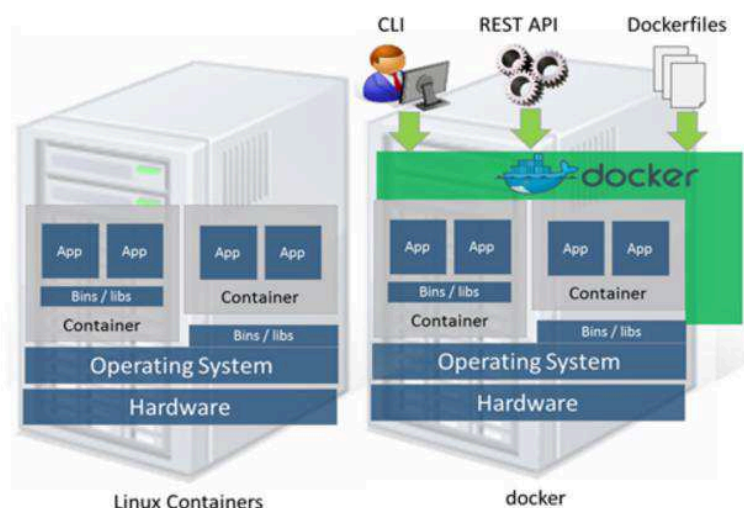 CLI
REST API
Dockerfiles
docker
App
App
App
App
Bins / libs
Container
Container
Bins / libs
Operating System
Hardware
Linux Containers
App
App
App
App
Bins / libs
Container
Container
Bins / libs
Operating System
Hardware
docker